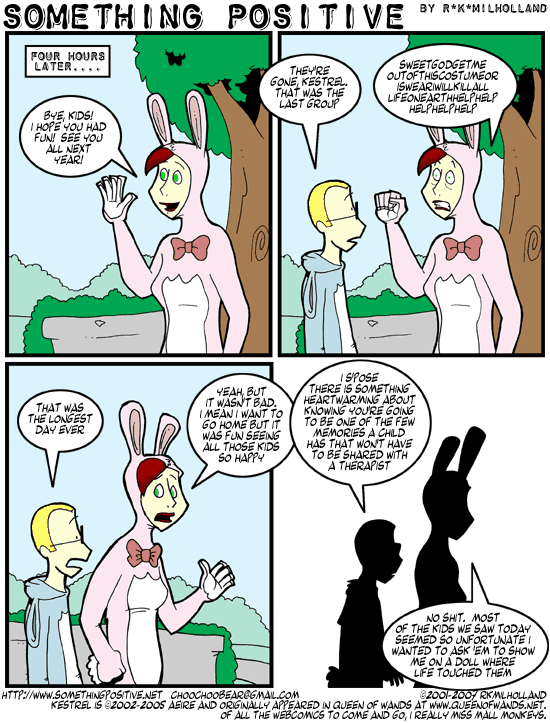 SOMETHING POSITIVE BY R*K*MILHOLLAND
FOUR HOURS
LATER....
BYE, KIDS!
I HOPE YOU HAD
FUN! SEE YOU
ALL NEXT
YEAR!
THEY'RE
GONE, KESTREL.
THAT WAS THE
LAST GROUP
SWEETGODGETME
OUTOFTHISCOSTUMEOR
ISWEARIWILLKILLALL
LIFEONEARTHHELPHELP
HELPHELPHELP
THAT WAS
THE LONGEST
DAY EVER
YEAH, BUT
IT WASN'T BAD.
I MEAN I WANT TO
GO HOME BUT IT
WAS FUN SEEING
ALL THOSE KIDS
SO HAPPY
I S'POSE
THERE IS SOMETHING
HEARTWARMING ABOUT
KNOWING YOU'RE GOING
TO BE ONE OF THE FEW
MEMORIES A CHILD
HAS THAT WON'T HAVE
TO BE SHARED WITH
A THERAPIST
NO SHIT. MOST
OF THE KIDS WE SAW TODAY
SEEMED SO UNFORTUNATE I
WANTED TO ASK 'EM TO SHOW
ME ON A DOLL WHERE
LIFE TOUCHED THEM
HTTP://WWW.SOMETHINGPOSITIVE.NET CHOOCHOOBEAR@GMAIL.COM ©2001-2007 RKMILHOLLAND
KESTREL IS ©2002-2005 AEIRE AND ORIGINALLY APPEARED IN QUEEN OF WANDS AT WWW.QUEENOFWANDS.NET.
OF ALL THE WEBCOMICS TO COME AND GO, I REALLY MISS MALL MONKEYS.